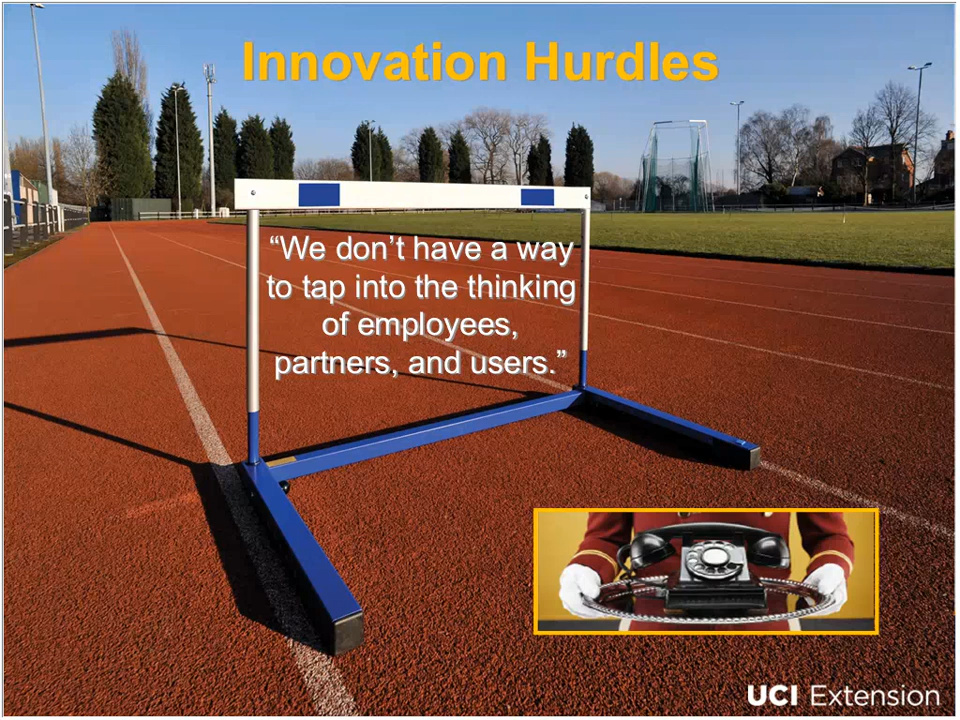 Innovation Hurdles
“We don’t have a way
to tap into the thinking
of employees,
partners, and users.”
UCI Extension